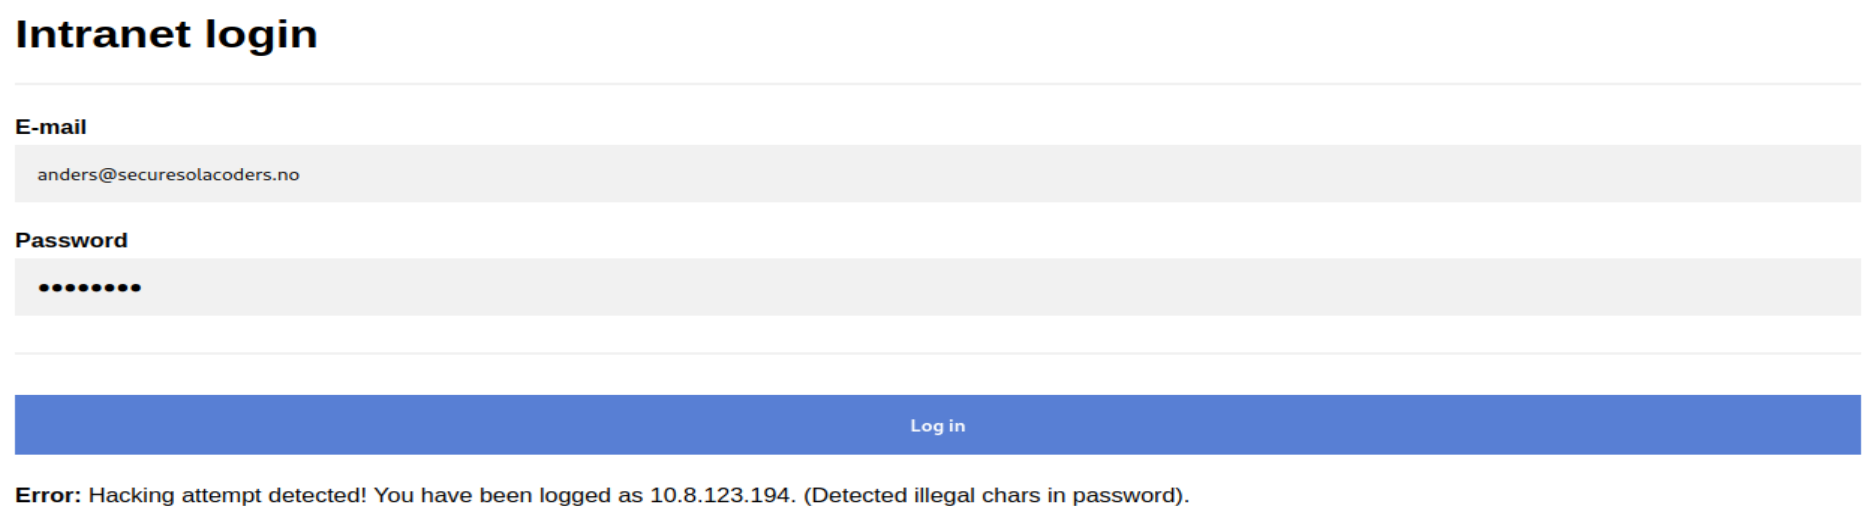 Intranet login
E-mail
anders@securesolacoders.no
Password
••••••••
Log in
Error: Hacking attempt detected! You have been logged as 10.8.123.194. (Detected illegal chars in password).